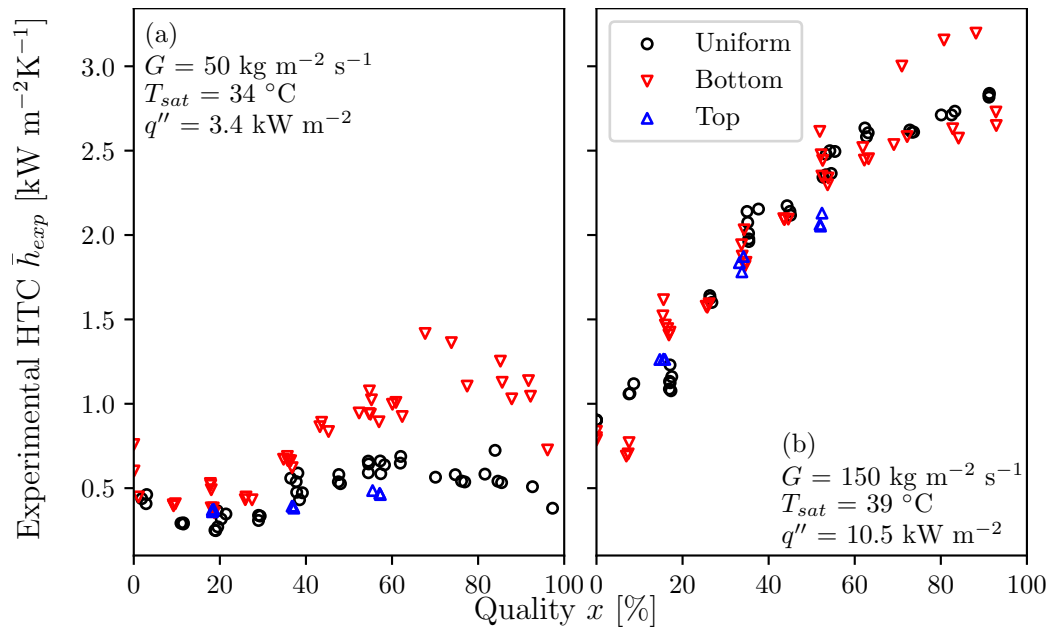 Experimental HTC h̄_exp [kW m⁻²K⁻¹]
3.0
2.5
2.0
1.5
1.0
0.5
(a)
G = 50 kg m⁻² s⁻¹
T_sat = 34 °C
q'' = 3.4 kW m⁻²
Uniform
Bottom
Top
(b)
G = 150 kg m⁻² s⁻¹
T_sat = 39 °C
q'' = 10.5 kW m⁻²
0 20 40 60 80 100 0 20 40 60 80 100
Quality x [%]